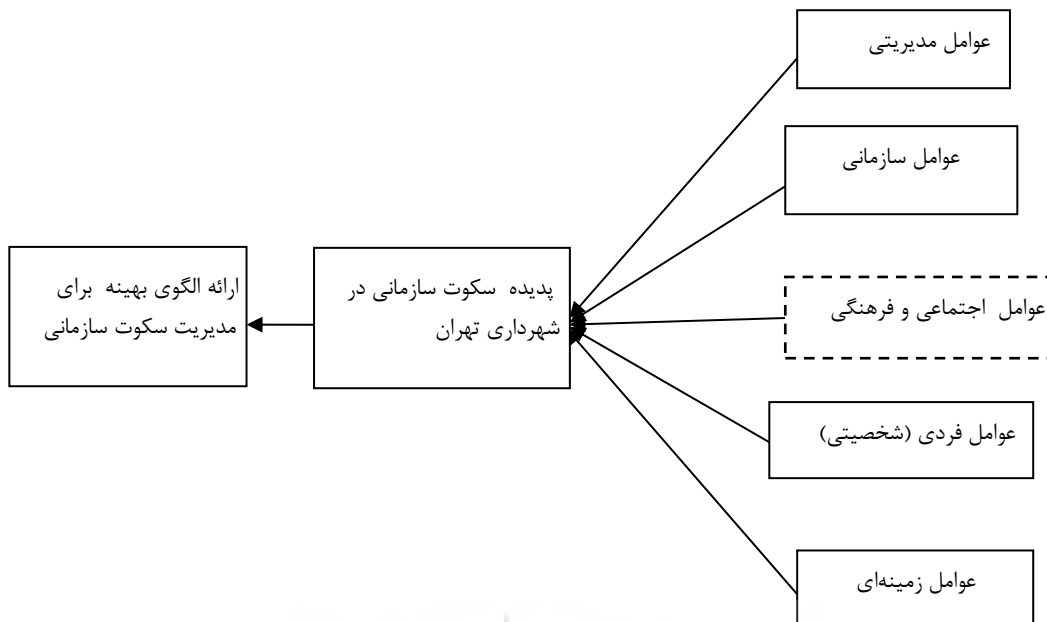 عوامل مدیریتی
عوامل سازمانی
عوامل اجتماعی و فرهنگی
عوامل فردی (شخصیتی)
عوامل زمینه‌ای
پدیده سکوت سازمانی در
شهرداری تهران
ارائه الگوی بهینه برای
مدیریت سکوت سازمانی